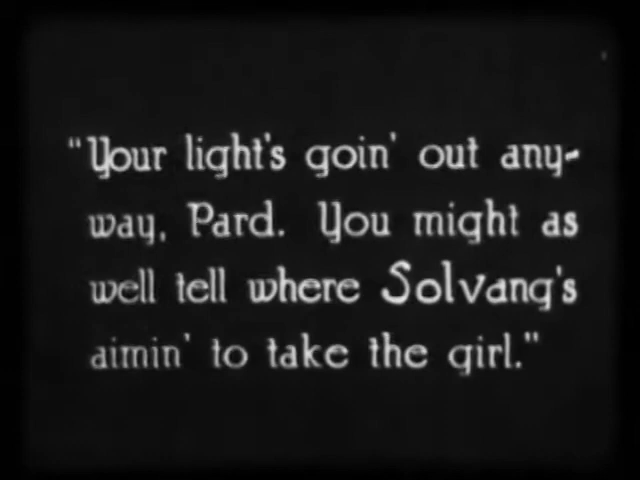 "Your light's goin' out any-
way, Pard. You might as
well tell where Solvang's
aimin' to take the girl."